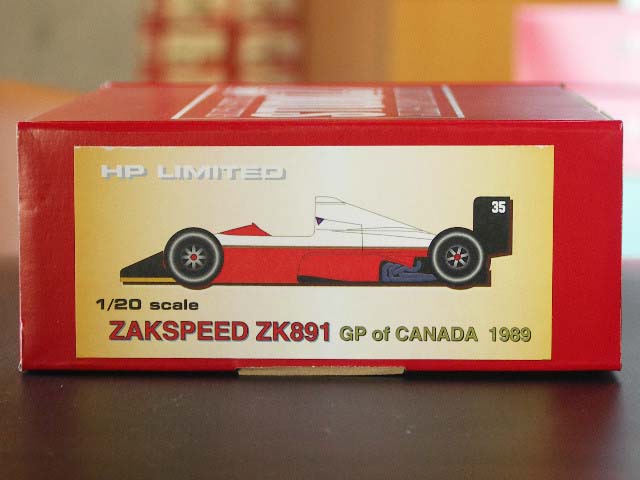 HP LIMITED
35
1/20 scale
ZAKSPEED ZK891 GP of CANADA 1989